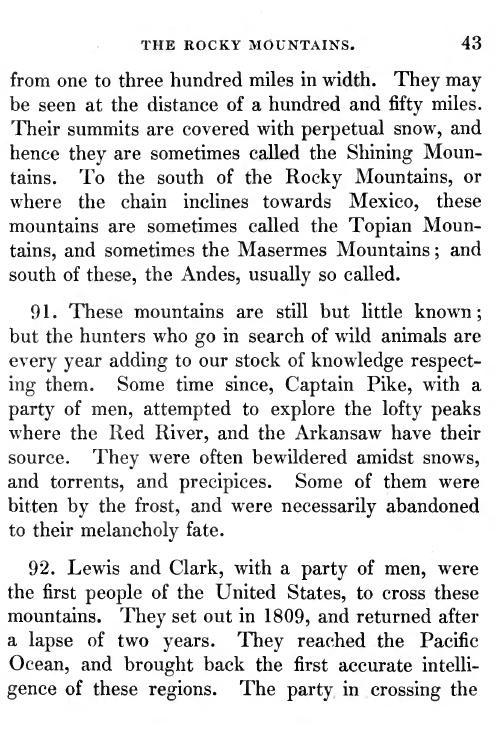 THE ROCKY MOUNTAINS. 43
from one to three hundred miles in width. They may
be seen at the distance of a hundred and fifty miles.
Their summits are covered with perpetual snow, and
hence they are sometimes called the Shining Moun-
tains. To the south of the Rocky Mountains, or
where the chain inclines towards Mexico, these
mountains are sometimes called the Topian Moun-
tains, and sometimes the Masermes Mountains; and
south of these, the Andes, usually so called.
91. These mountains are still but little known;
but the hunters who go in search of wild animals are
every year adding to our stock of knowledge respect-
ing them. Some time since, Captain Pike, with a
party of men, attempted to explore the lofty peaks
where the Red River, and the Arkansaw have their
source. They were often bewildered amidst snows,
and torrents, and precipices. Some of them were
bitten by the frost, and were necessarily abandoned
to their melancholy fate.
92. Lewis and Clark, with a party of men, were
the first people of the United States, to cross these
mountains. They set out in 1809, and returned after
a lapse of two years. They reached the Pacific
Ocean, and brought back the first accurate intelli-
gence of these regions. The party in crossing the